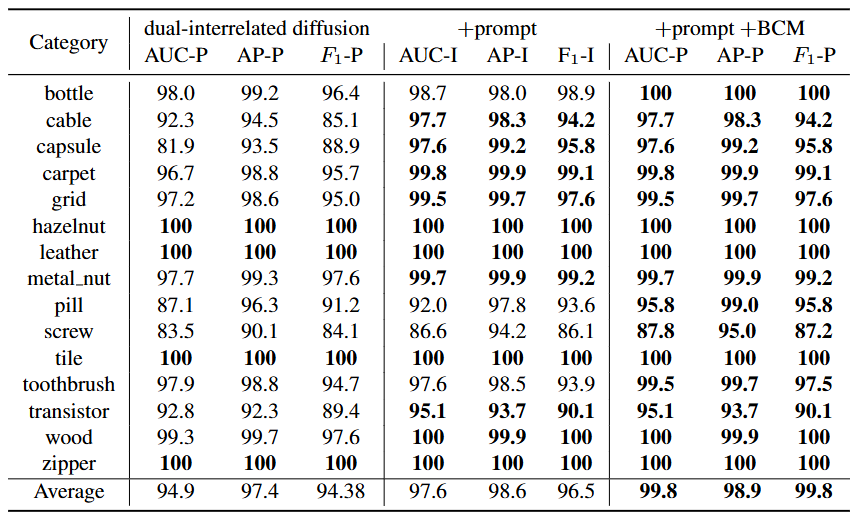 Category dual-interrelated diffusion +prompt +prompt +BCM
AUC-P AP-P F1-P AUC-I AP-I F1-I AUC-P AP-P F1-P
bottle 98.0 99.2 96.4 98.7 98.0 98.9 100 100 100
cable 92.3 94.5 85.1 97.7 98.3 94.2 97.7 98.3 94.2
capsule 81.9 93.5 88.9 97.6 99.2 95.8 97.6 99.2 95.8
carpet 96.7 98.8 95.7 99.8 99.9 99.1 99.8 99.9 99.1
grid 97.2 98.6 95.0 99.5 99.7 97.6 99.5 99.7 97.6
hazelnut 100 100 100 100 100 100 100 100 100
leather 100 100 100 100 100 100 100 100 100
metal_nut 97.7 99.3 97.6 99.7 99.9 99.2 99.7 99.9 99.2
pill 87.1 96.3 91.2 92.0 97.8 93.6 95.8 99.0 95.8
screw 83.5 90.1 84.1 86.6 94.2 86.1 87.8 95.0 87.2
tile 100 100 100 100 100 100 100 100 100
toothbrush 97.9 98.8 94.7 97.6 98.5 93.9 99.5 99.7 97.5
transistor 92.8 92.3 89.4 95.1 93.7 90.1 95.1 93.7 90.1
wood 99.3 99.7 97.6 100 99.9 100 100 99.9 100
zipper 100 100 100 100 100 100 100 100 100
Average 94.9 97.4 94.38 97.6 98.6 96.5 99.8 98.9 99.8